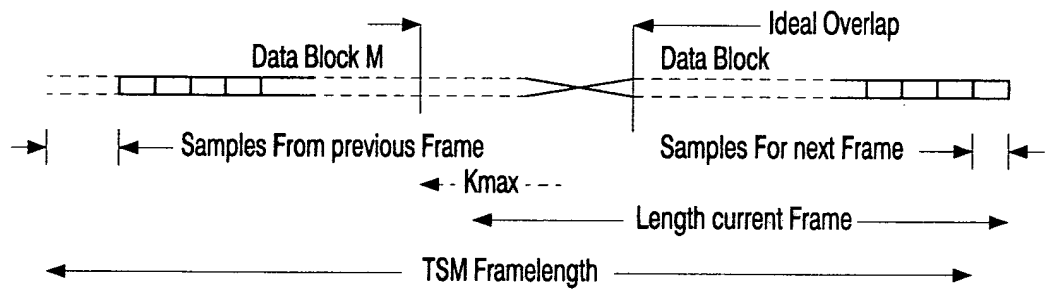 Ideal Overlap
Data Block M
Data Block
Samples From previous Frame
Samples For next Frame
Kmax
Length current Frame
TSM Framelength